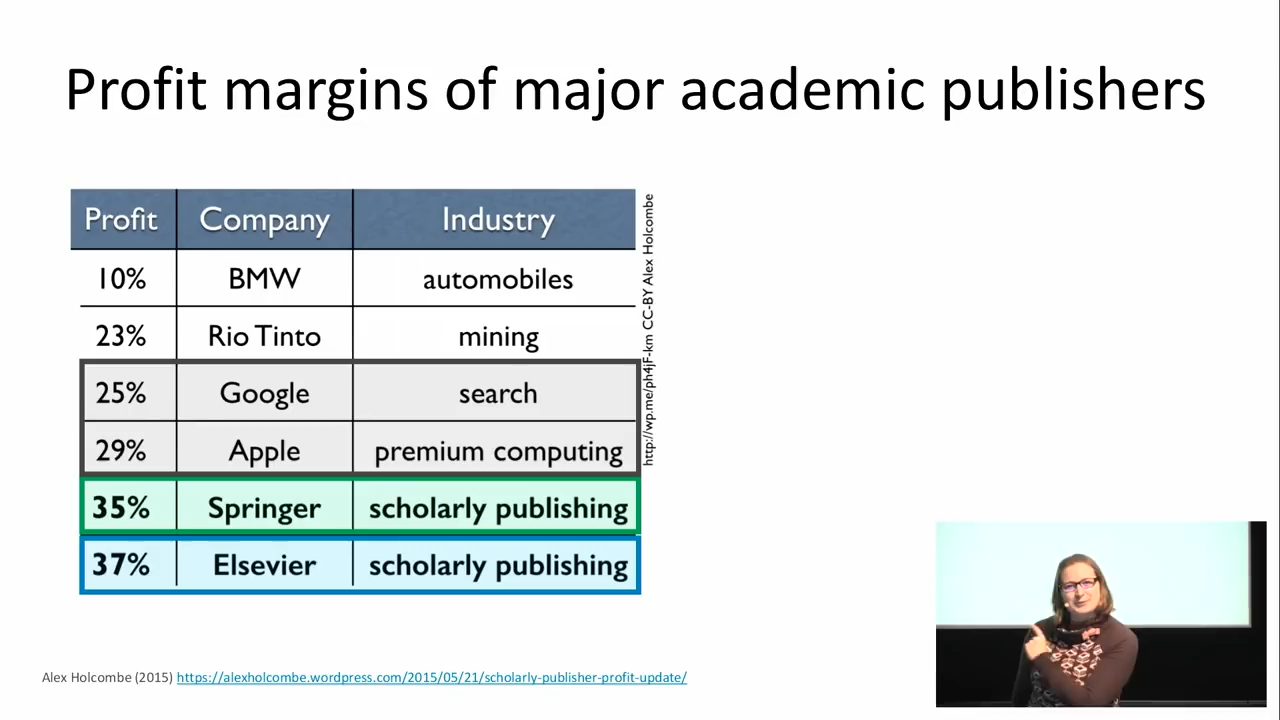 Profit margins of major academic publishers
Profit Company Industry
10% BMW automobiles
23% Rio Tinto mining
25% Google search
29% Apple premium computing
35% Springer scholarly publishing
37% Elsevier scholarly publishing
http://wp.me/ph4jF-km CC-BY Alex Holcombe
Alex Holcombe (2015) https://alexholcombe.wordpress.com/2015/05/21/scholarly-publisher-profit-update/